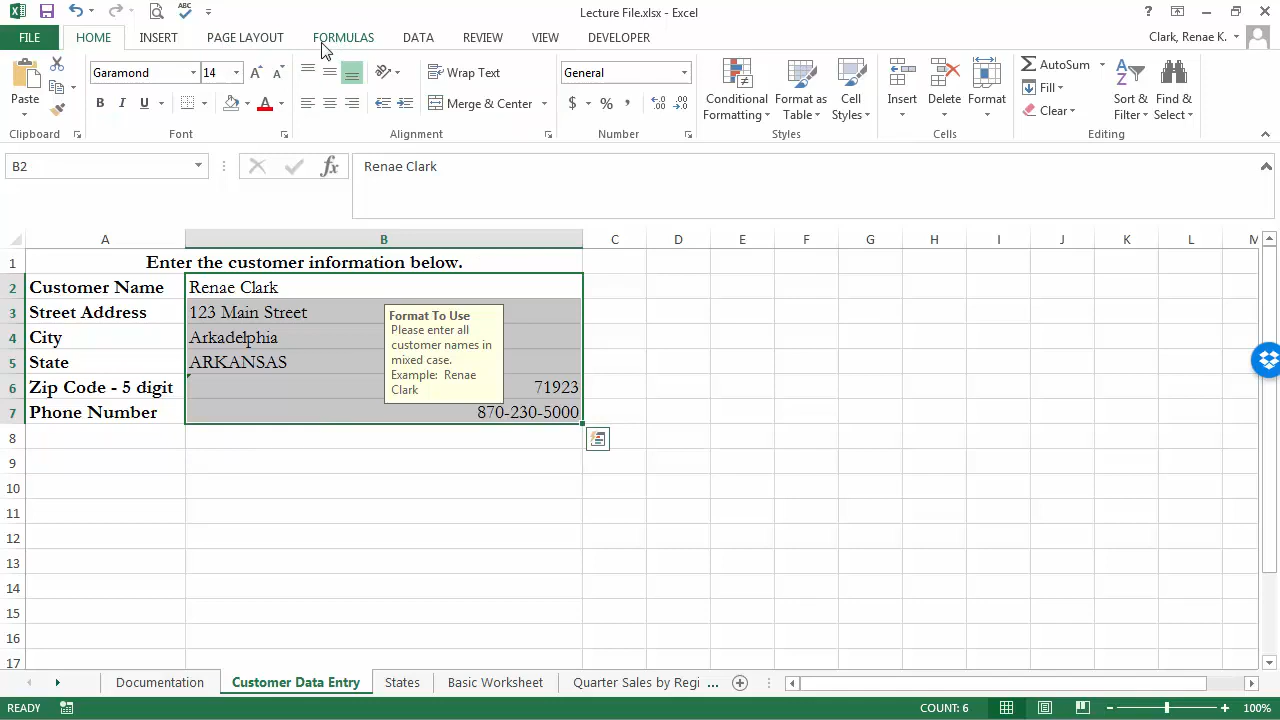 Lecture File.xlsx - Excel
FILE HOME INSERT PAGE LAYOUT FORMULAS DATA REVIEW VIEW DEVELOPER Clark, Renae K.
Garamond 14 Wrap Text General AutoSum
Paste Conditional Formatting Format as Table Cell Styles Insert Delete Format Fill Sort & Filter Find & Select
B I U A Merge & Center $ % , Clear
Clipboard Font Alignment Number Styles Cells Editing
B2 fx Renae Clark
A B C D E F G H I J K L M
1 Enter the customer information below.
2 Customer Name Renae Clark
3 Street Address 123 Main Street
4 City Arkadelphia
5 State ARKANSAS
6 Zip Code - 5 digit 71923
7 Phone Number 870-230-5000
Format To Use
Please enter all
customer names in
mixed case.
Example: Renae
Clark
8
9
10
11
12
13
14
15
16
17
Documentation Customer Data Entry States Basic Worksheet Quarter Sales by Regi ...
READY COUNT: 6 100%